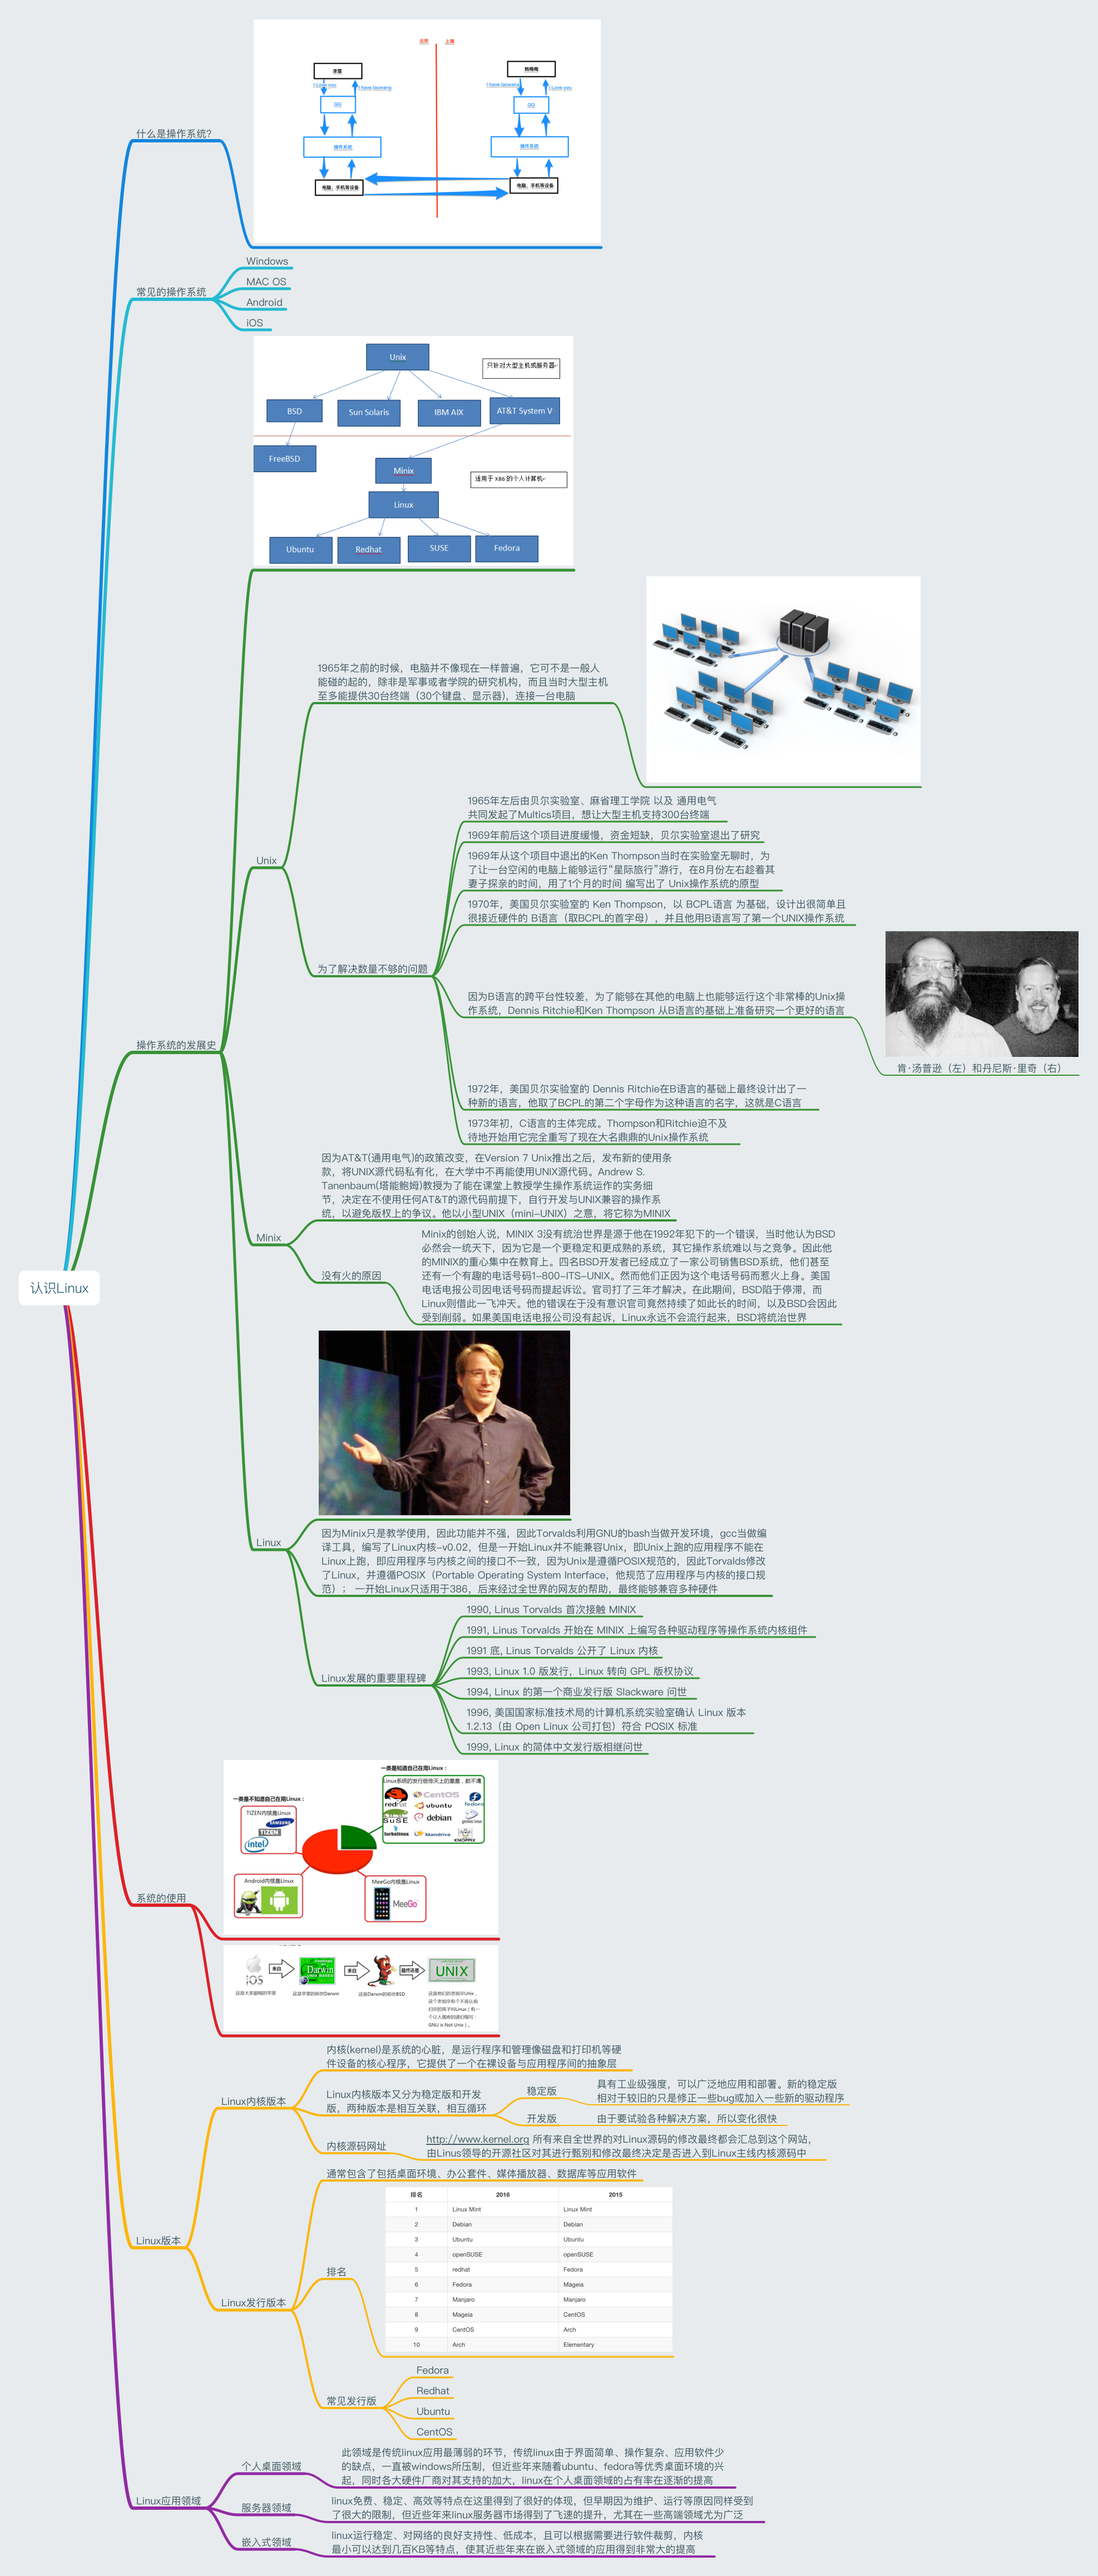 认识Linux
什么是操作系统?
北京
上海
李雷
I Love you
I have laowang
QQ
操作系统
电脑、手机等设备
韩梅梅
I have laowang
I Love you
QQ
操作系统
电脑、手机等设备
常见的操作系统
Windows
MAC OS
Android
iOS
操作系统的发展史
Unix
只针对大型主机或服务器
BSD
Sun Solaris
IBM AIX
AT&T System V
FreeBSD
Minix
适用于 X86 的个人计算机
Linux
Ubuntu
Redhat
SUSE
Fedora
Unix
1965年之前的时候，电脑并不像现在一样普遍，它可不是一般人
能碰的起的，除非是军事或者学院的研究机构，而且当时大型主机
至多能提供30台终端（30个键盘、显示器)，连接一台电脑
为了解决数量不够的问题
1965年左后由贝尔实验室、麻省理工学院 以及 通用电气
共同发起了Multics项目，想让大型主机支持300台终端
1969年前后这个项目进度缓慢，资金短缺，贝尔实验室退出了研究
1969年从这个项目中退出的Ken Thompson当时在实验室无聊时，为
了让一台空闲的电脑上能够运行“星际旅行”游行，在8月份左右趁着其
妻子探亲的时间，用了1个月的时间 编写出了 Unix操作系统的原型
1970年，美国贝尔实验室的 Ken Thompson，以 BCPL语言 为基础，设计出很简单且
很接近硬件的 B语言（取BCPL的首字母），并且他用B语言写了第一个UNIX操作系统
因为B语言的跨平台性较差，为了能够在其他的电脑上也能够运行这个非常棒的Unix操
作系统，Dennis Ritchie和Ken Thompson 从B语言的基础上准备研究一个更好的语言
肯·汤普逊（左）和丹尼斯·里奇（右）
1972年，美国贝尔实验室的 Dennis Ritchie在B语言的基础上最终设计出了一
种新的语言，他取了BCPL的第二个字母作为这种语言的名字，这就是C语言
1973年初，C语言的主体完成。Thompson和Ritchie迫不及
待地开始用它完全重写了现在大名鼎鼎的Unix操作系统
Minix
因为AT&T(通用电气)的政策改变，在Version 7 Unix推出之后，发布新的使用条
款，将UNIX源代码私有化，在大学中不再能使用UNIX源代码。Andrew S.
Tanenbaum(塔能鲍姆)教授为了能在课堂上教授学生操作系统运作的实务细
节，决定在不使用任何AT&T的源代码前提下，自行开发与UNIX兼容的操作系
统，以避免版权上的争议。他以小型UNIX（mini-UNIX）之意，将它称为MINIX
没有火的原因
Minix的创始人说，MINIX 3没有统治世界是源于他在1992年犯下的一个错误，当时他认为BSD
必然会一统天下，因为它是一个更稳定和更成熟的系统，其它操作系统难以与之竞争。因此他
的MINIX的重心集中在教育上。四名BSD开发者已经成立了一家公司销售BSD系统，他们甚至
还有一个有趣的电话号码1-800-ITS-UNIX。然而他们正因为这个电话号码而惹火上身。美国
电话电报公司因电话号码而提起诉讼。官司打了三年才解决。在此期间，BSD陷于停滞，而
Linux则借此一飞冲天。他的错误在于没有意识官司竟然持续了如此长的时间，以及BSD会因此
受到削弱。如果美国电话电报公司没有起诉，Linux永远不会流行起来，BSD将统治世界
Linux
因为Minix只是教学使用，因此功能并不强，因此Torvalds利用GNU的bash当做开发环境，gcc当做编
译工具，编写了Linux内核-v0.02，但是一开始Linux并不能兼容Unix，即Unix上跑的应用程序不能在
Linux上跑，即应用程序与内核之间的接口不一致，因为Unix是遵循POSIX规范的，因此Torvalds修改
了Linux，并遵循POSIX（Portable Operating System Interface，他规范了应用程序与内核的接口规
范）； 一开始Linux只适用于386，后来经过全世界的网友的帮助，最终能够兼容多种硬件
Linux发展的重要里程碑
1990, Linus Torvalds 首次接触 MINIX
1991, Linus Torvalds 开始在 MINIX 上编写各种驱动程序等操作系统内核组件
1991 底, Linus Torvalds 公开了 Linux 内核
1993, Linux 1.0 版发行，Linux 转向 GPL 版权协议
1994, Linux 的第一个商业发行版 Slackware 问世
1996, 美国国家标准技术局的计算机系统实验室确认 Linux 版本
1.2.13（由 Open Linux 公司打包）符合 POSIX 标准
1999, Linux 的简体中文发行版相继问世
系统的使用
一类是知道自己在用Linux：
Linux系统的发行版像天上的星星，数不清
redhat
CentOS
fedora
ubuntu
SuSE
debian
gentoo linux
turbolinux
Mandriva
KNOPPIX
一类是不知道自己在用Linux：
TIZEN内核是Linux
SAMSUNG
TIZEN
intel
Android内核是Linux
MeeGo内核是Linux
MeeGo
iOS
来自
Darwin
来自
最终还是
UNIX
这是大家都喊的苹果
这是苹果的前世Darwin
这是Darwin的前世BSD
这是他们的老祖宗Unix，
这个老祖宗有个不再认祖
归宗的孩子叫Linux（有一
个让人蛋疼的递归缩写：
GNU is Not Unix）。
Linux版本
Linux内核版本
内核(kernel)是系统的心脏，是运行程序和管理像磁盘和打印机等硬
件设备的核心程序，它提供了一个在裸设备与应用程序间的抽象层
Linux内核版本又分为稳定版和开发
版，两种版本是相互关联，相互循环
稳定版
具有工业级强度，可以广泛地应用和部署。新的稳定版
相对于较旧的只是修正一些bug或加入一些新的驱动程序
开发版
由于要试验各种解决方案，所以变化很快
内核源码网址
http://www.kernel.org 所有来自全世界的对Linux源码的修改最终都会汇总到这个网站，
由Linus领导的开源社区对其进行甄别和修改最终决定是否进入到Linux主线内核源码中
Linux发行版本
通常包含了包括桌面环境、办公套件、媒体播放器、数据库等应用软件
排名
排名 2016 2015
1 Linux Mint Linux Mint
2 Debian Debian
3 Ubuntu Ubuntu
4 openSUSE openSUSE
5 redhat Fedora
6 Fedora Mageia
7 Manjaro Manjaro
8 Mageia CentOS
9 CentOS Arch
10 Arch Elementary
常见发行版
Fedora
Redhat
Ubuntu
CentOS
Linux应用领域
个人桌面领域
此领域是传统linux应用最薄弱的环节，传统linux由于界面简单、操作复杂、应用软件少
的缺点，一直被windows所压制，但近些年来随着ubuntu、fedora等优秀桌面环境的兴
起，同时各大硬件厂商对其支持的加大，linux在个人桌面领域的占有率在逐渐的提高
服务器领域
linux免费、稳定、高效等特点在这里得到了很好的体现，但早期因为维护、运行等原因同样受到
了很大的限制，但近些年来linux服务器市场得到了飞速的提升，尤其在一些高端领域尤为广泛
嵌入式领域
linux运行稳定、对网络的良好支持性、低成本，且可以根据需要进行软件裁剪，内核
最小可以达到几百KB等特点，使其近些年来在嵌入式领域的应用得到非常大的提高